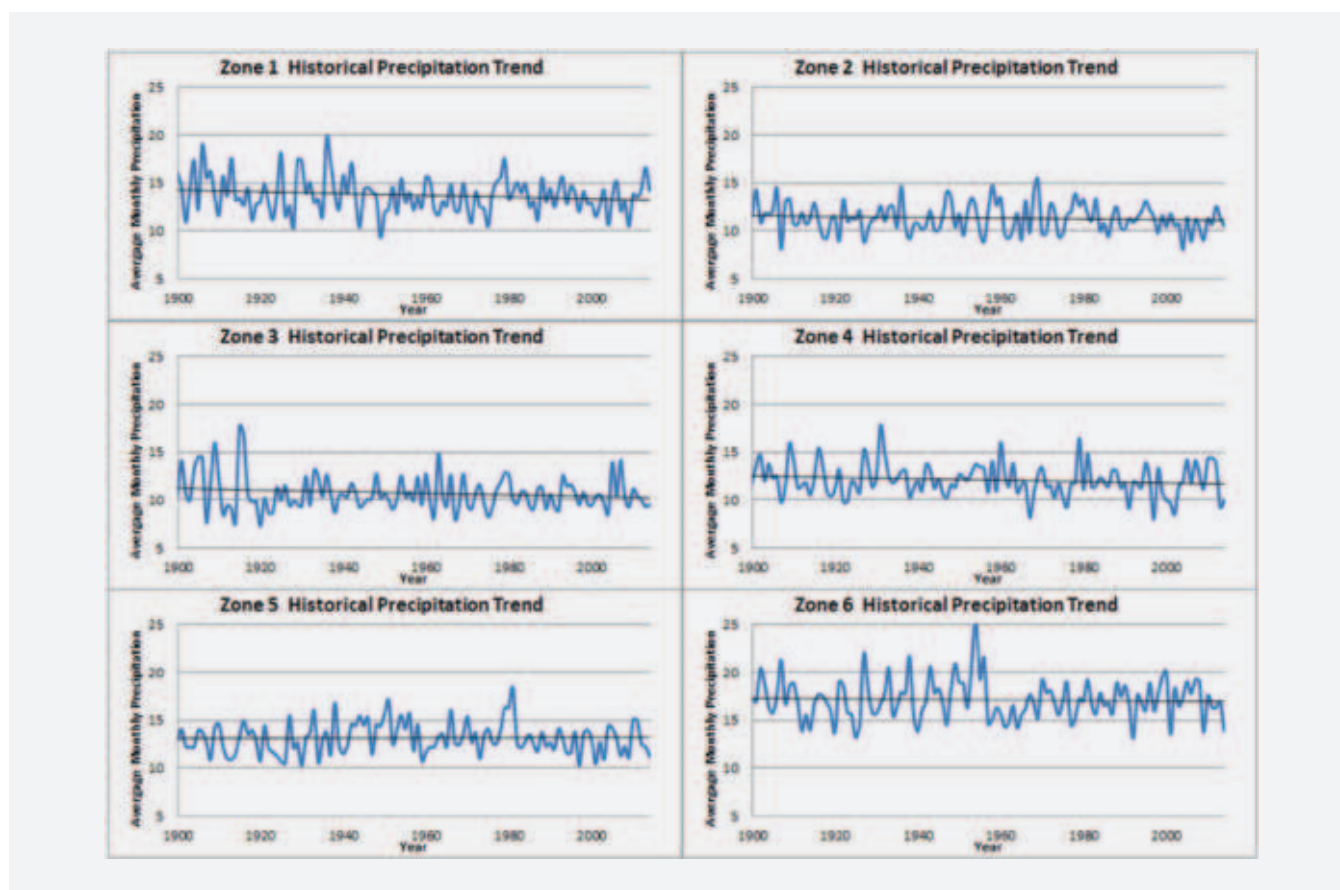 Zone 1 Historical Precipitation Trend
Avergage Monthly Precipitation
25
20
15
10
5
1900 1920 1940 1960 1980 2000
Year
Zone 2 Historical Precipitation Trend
Avergage Monthly Precipitation
25
20
15
10
5
1900 1920 1940 1960 1980 2000
Year
Zone 3 Historical Precipitation Trend
Avergage Monthly Precipitation
25
20
15
10
5
1900 1920 1940 1960 1980 2000
Year
Zone 4 Historical Precipitation Trend
Avergage Monthly Precipitation
25
20
15
10
5
1900 1920 1940 1960 1980 2000
Year
Zone 5 Historical Precipitation Trend
Avergage Monthly Precipitation
25
20
15
10
5
1900 1920 1940 1960 1980 2000
Year
Zone 6 Historical Precipitation Trend
Avergage Monthly Precipitation
25
20
15
10
5
1900 1920 1940 1960 1980 2000
Year